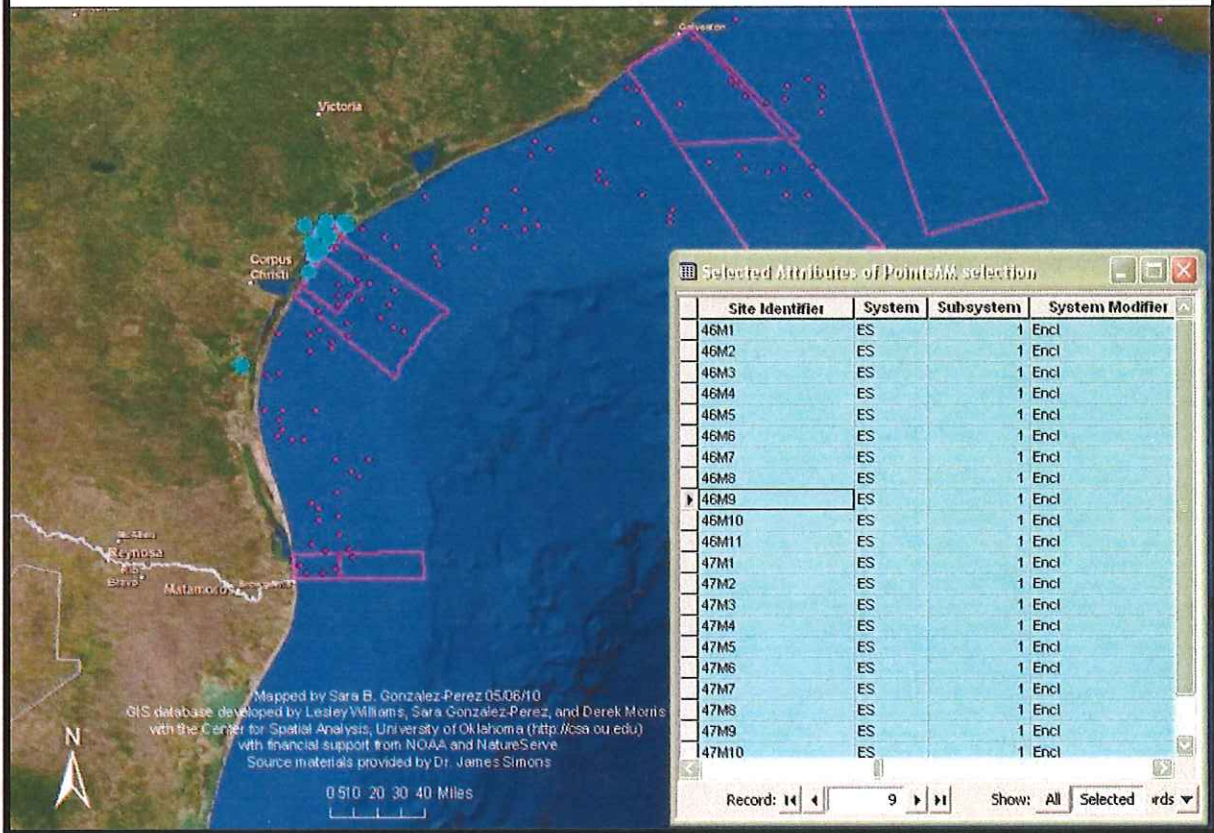 Galveston
Victoria
Corpus
Christi
McAllen
Reynosa
Rio
Bravo
Matamoros
Brownsville
Mapped by Sara B. Gonzalez-Perez 05/06/10
GIS database developed by Lesley Williams, Sara Gonzalez-Perez, and Derek Morris
with the Center for Spatial Analysis, University of Oklahoma (http://csa.ou.edu)
with financial support from NOAA and NatureServe
Source materials provided by Dr. James Simons
N
0 510 20 30 40 Miles
Selected Attributes of PointsAM selection
Site Identifier System Subsystem System Modifier
46M1 ES 1 Encl
46M2 ES 1 Encl
46M3 ES 1 Encl
46M4 ES 1 Encl
46M5 ES 1 Encl
46M6 ES 1 Encl
46M7 ES 1 Encl
46M8 ES 1 Encl
46M9 ES 1 Encl
46M10 ES 1 Encl
46M11 ES 1 Encl
47M1 ES 1 Encl
47M2 ES 1 Encl
47M3 ES 1 Encl
47M4 ES 1 Encl
47M5 ES 1 Encl
47M6 ES 1 Encl
47M7 ES 1 Encl
47M8 ES 1 Encl
47M9 ES 1 Encl
47M10 ES 1 Encl
Record: 9 Show: All Selected rds